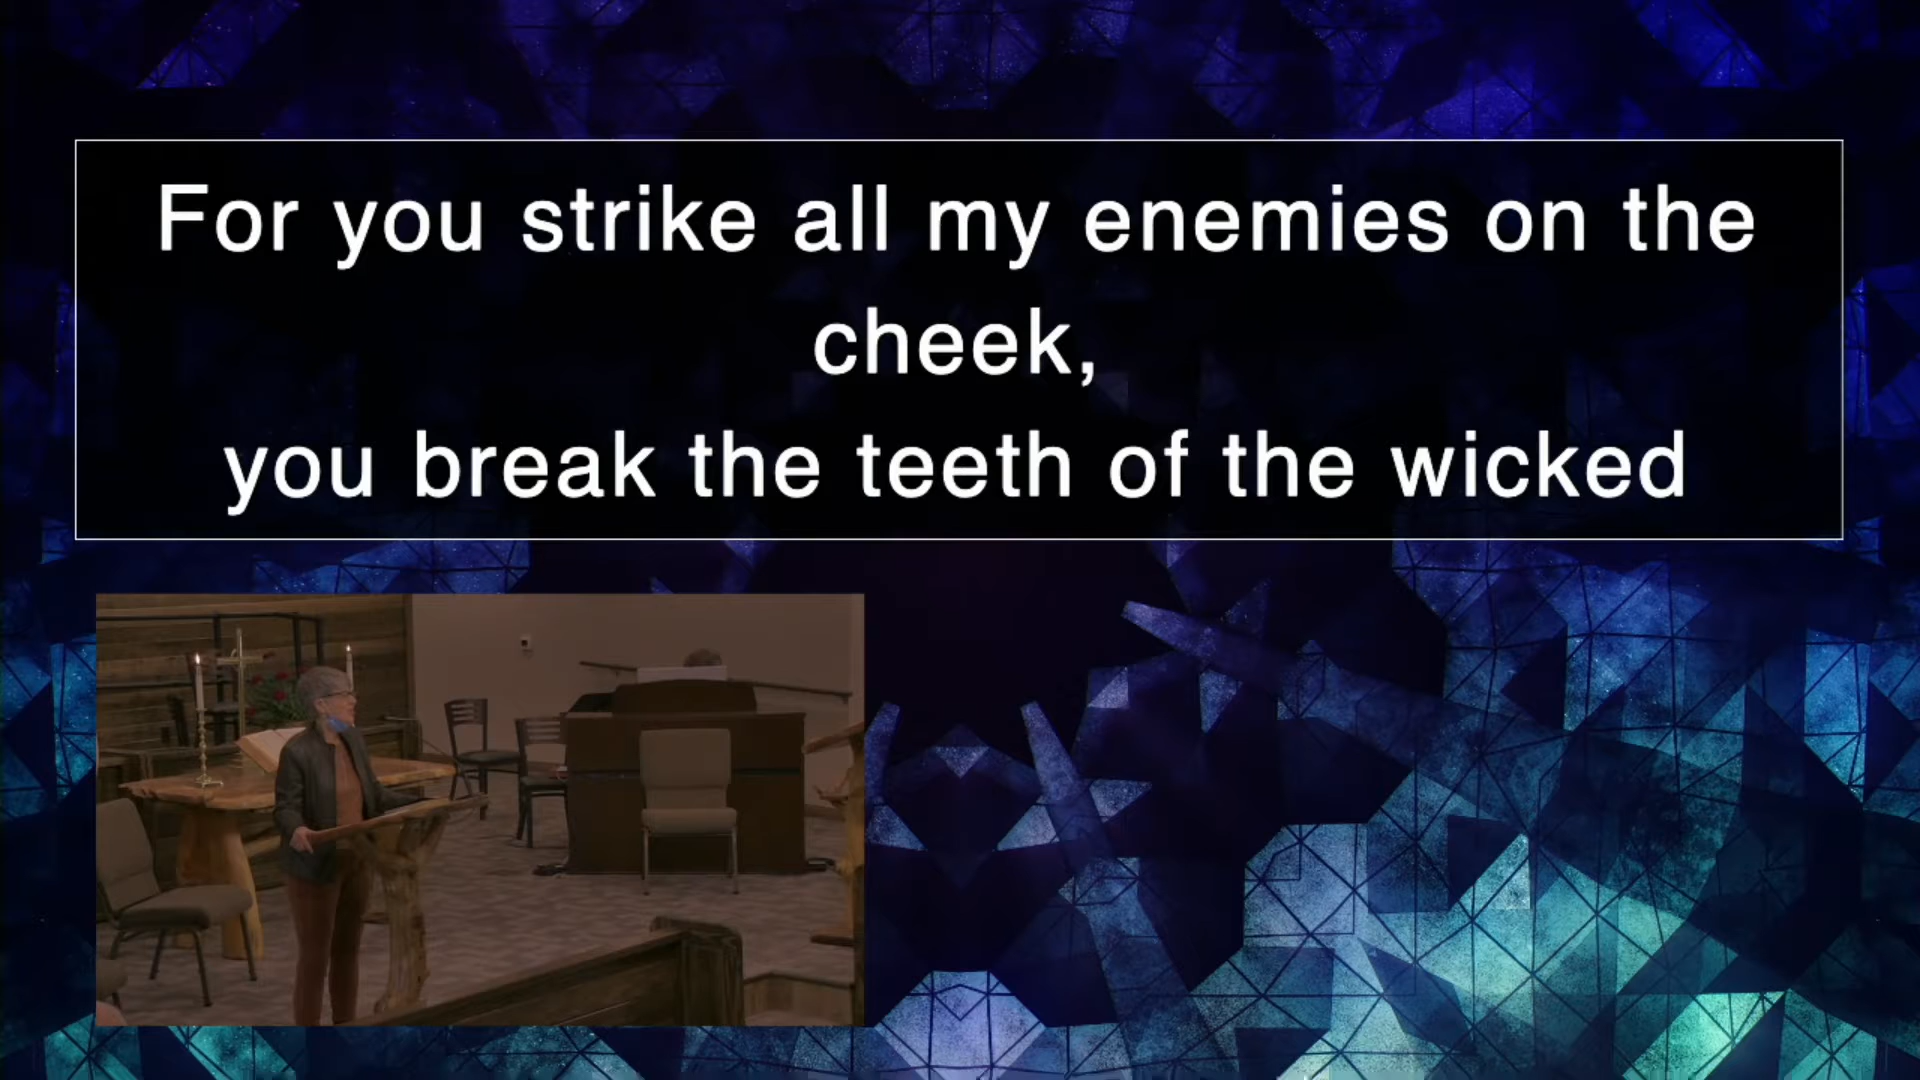 For you strike all my enemies on the
cheek,
you break the teeth of the wicked